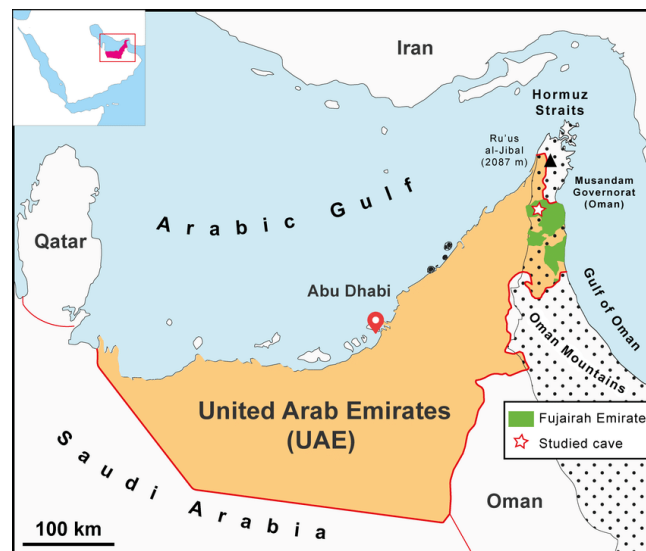 Iran
Hormuz
Straits
Ru'us
al-Jibal
(2087 m)
Musandam
Governorat
(Oman)
Arabic Gulf
Qatar
Abu Dhabi
Gulf of Oman
Oman Mountains
United Arab Emirates
(UAE)
Fujairah Emirate
Studied cave
Saudi Arabia
Oman
100 km